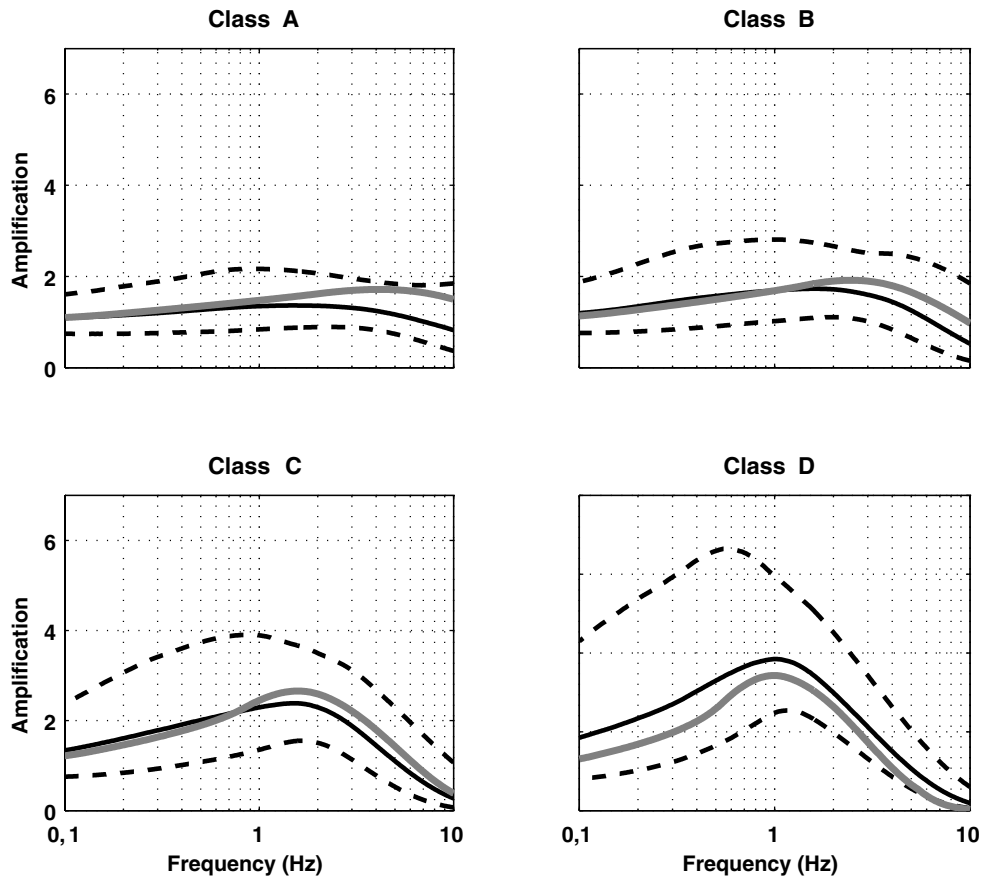 Class A
Class B
6
4
2
0
Amplification
Class C
Class D
6
4
2
0
Amplification
0,1
1
10
0,1
1
10
Frequency (Hz)
Frequency (Hz)